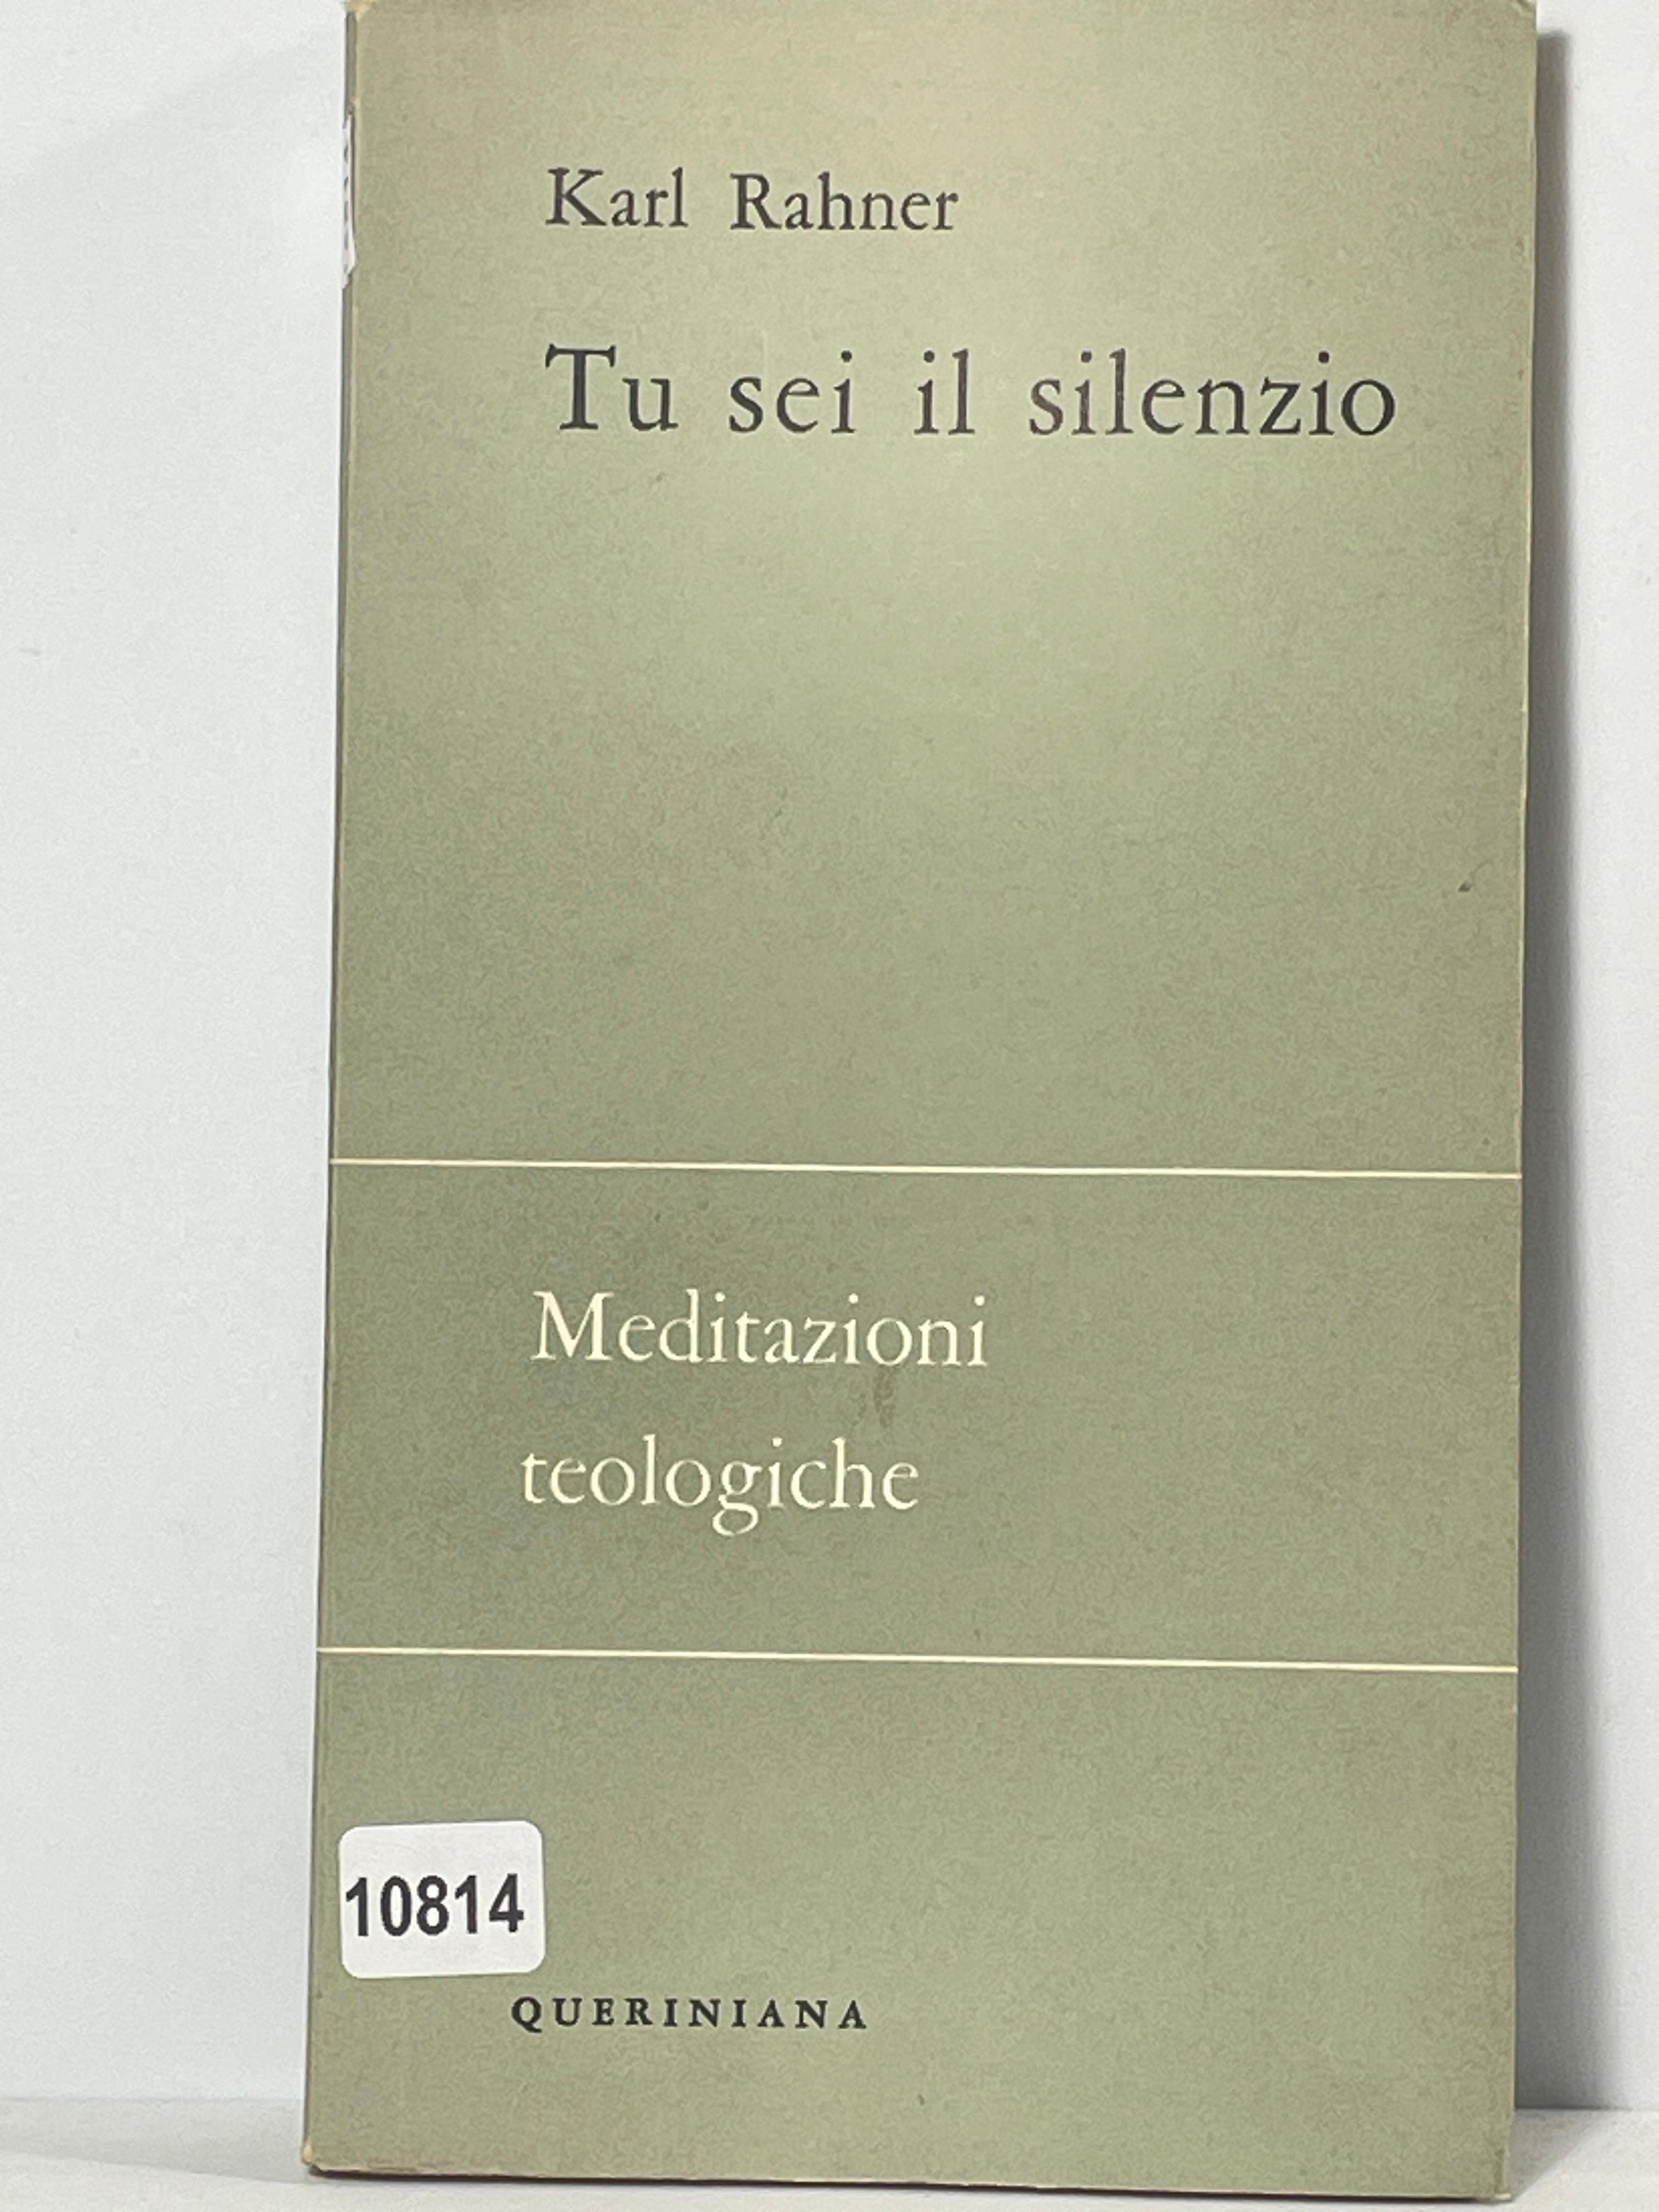 Karl Rahner
Tu sei il silenzio
Meditazioni
teologiche
10814
QUERINIANA